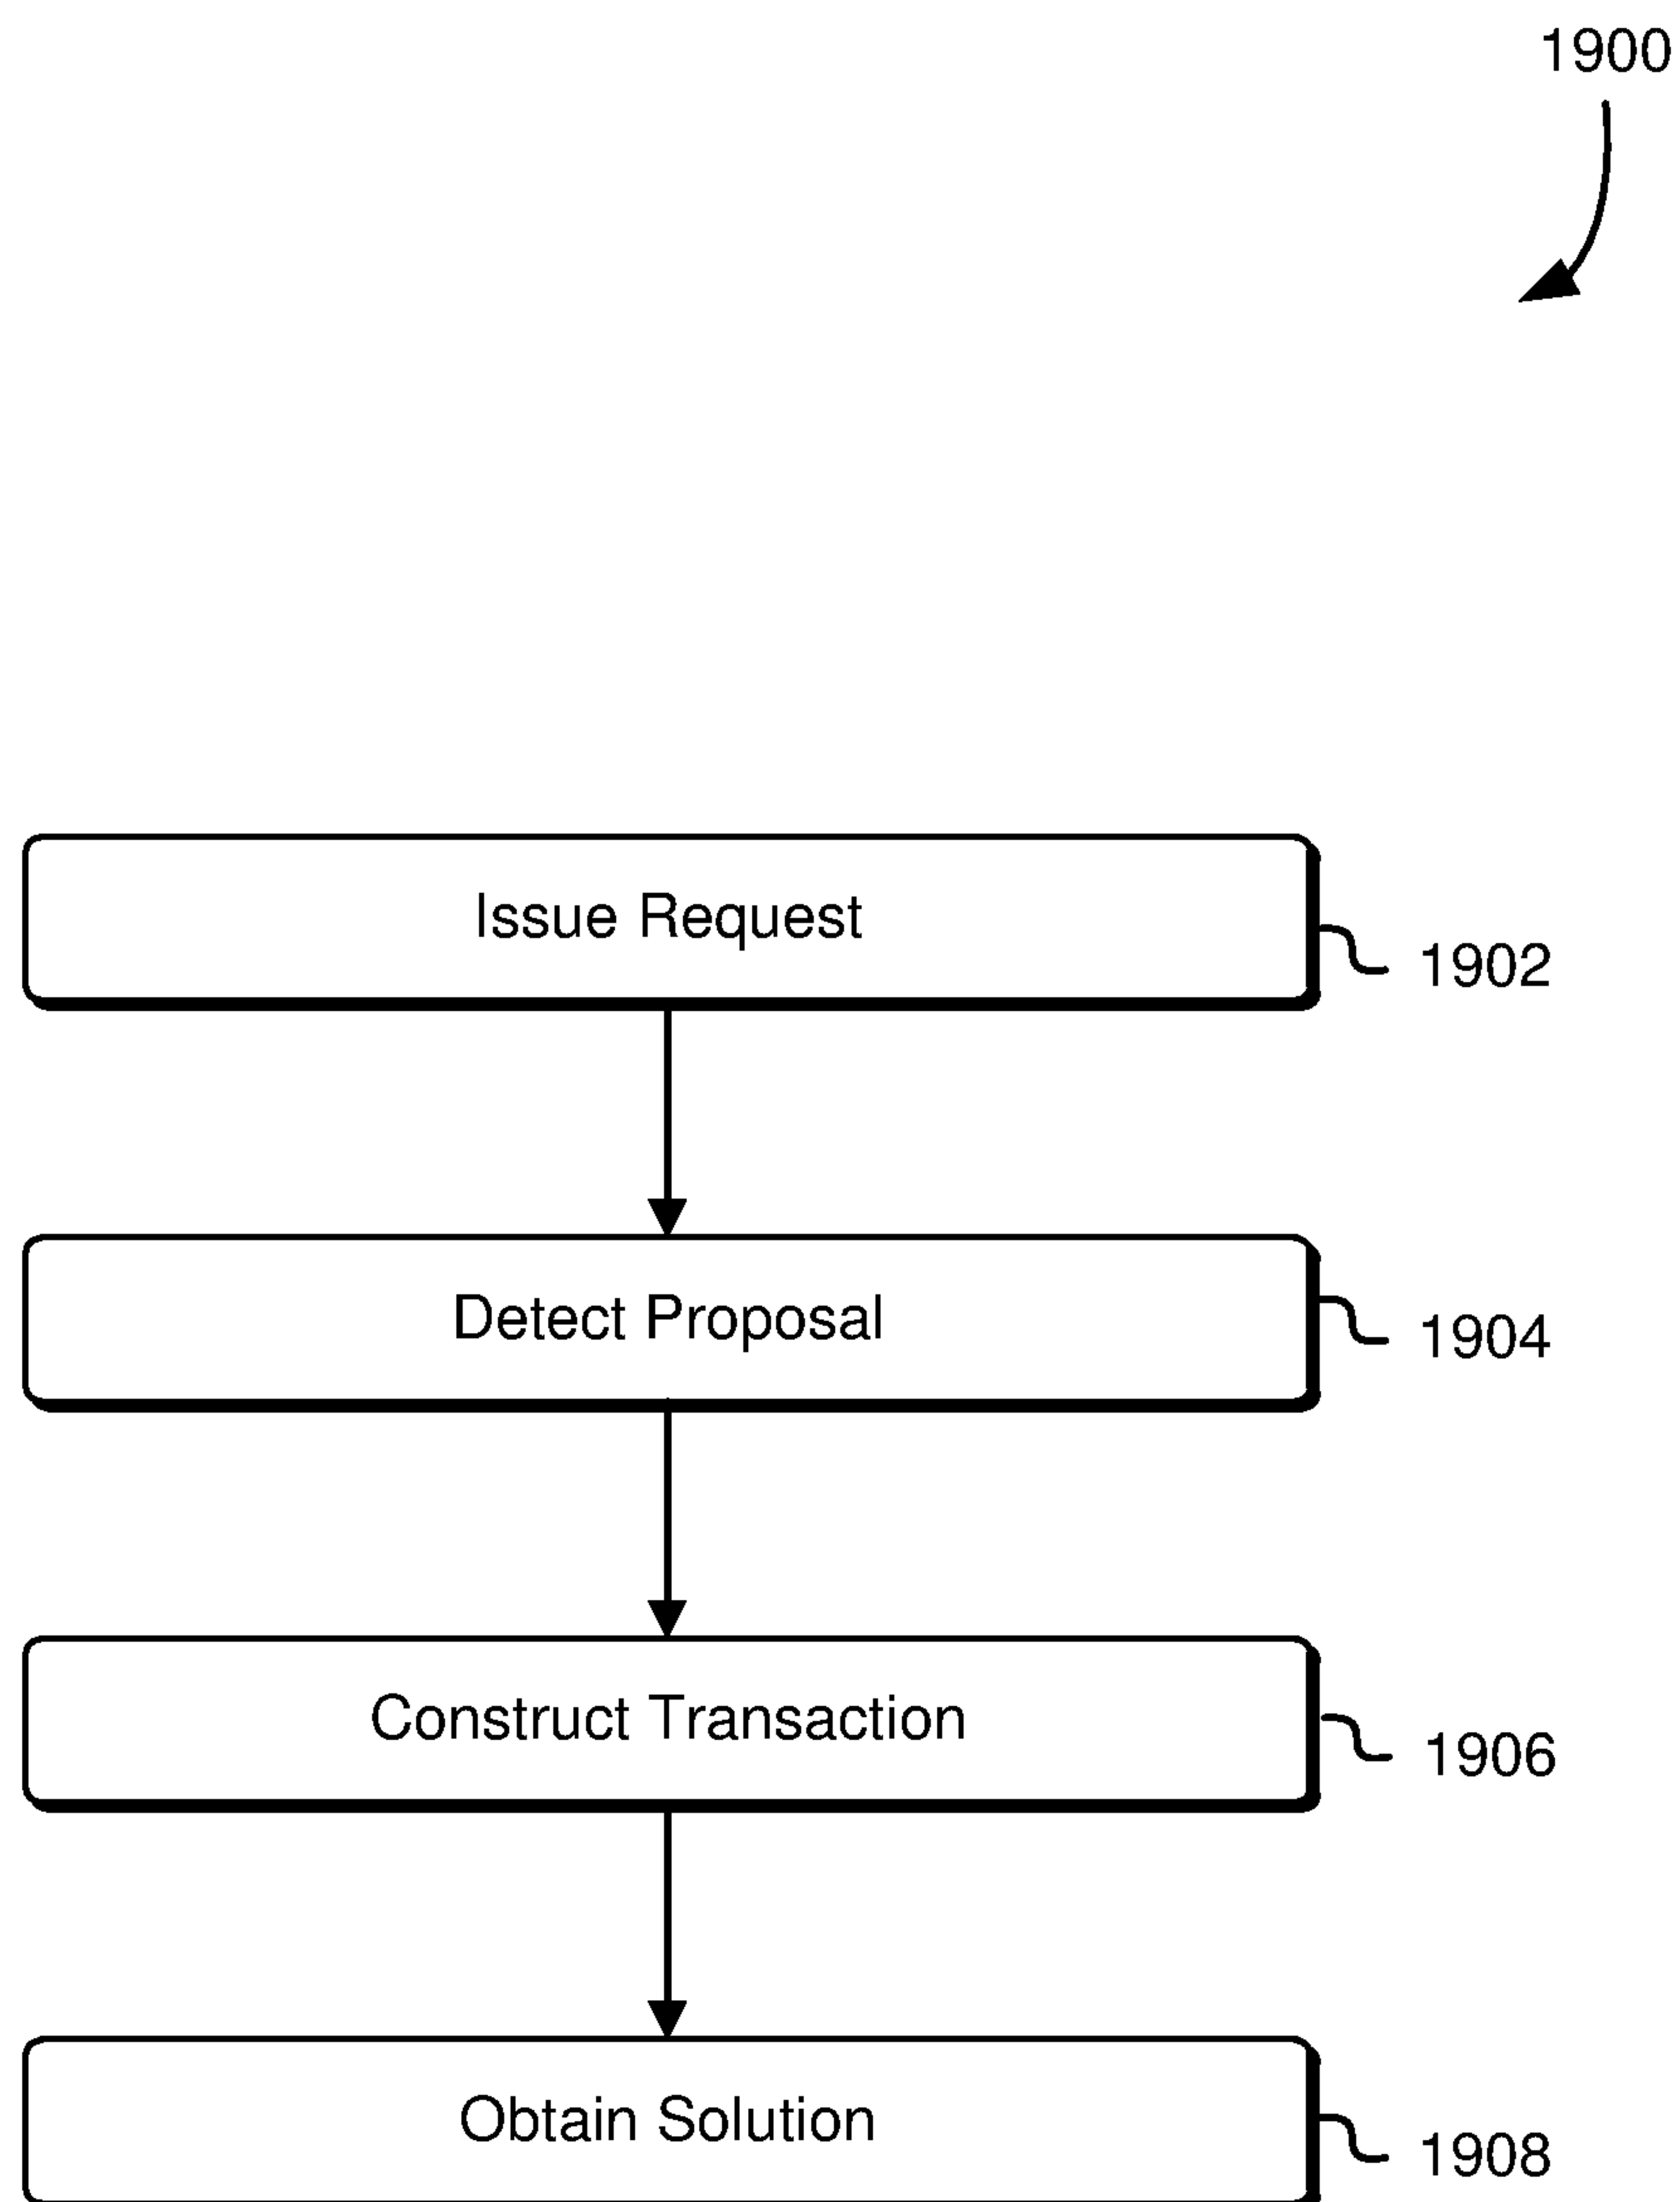 1900
Issue Request
1902
Detect Proposal
1904
Construct Transaction
1906
Obtain Solution
1908